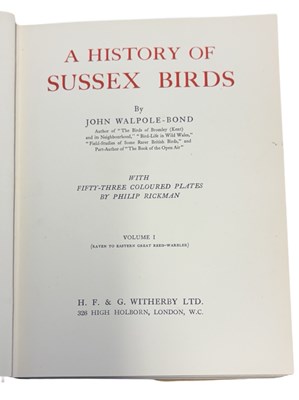 A HISTORY OF
SUSSEX BIRDS
By
JOHN WALPOLE-BOND
Author of "The Birds of Bromley (Kent)
and its Neighbourhood," "Bird-Life in Wild Wales,"
"Field-Studies of Some Rarer British Birds," and
Part-Author of "The Book of the Open Air"
WITH
FIFTY-THREE COLOURED PLATES
BY PHILIP RICKMAN
VOLUME I
(RAVEN TO EASTERN GREAT REED-WARBLER)
H. F. & G. WITHERBY LTD.
326 HIGH HOLBORN, LONDON, W.C.